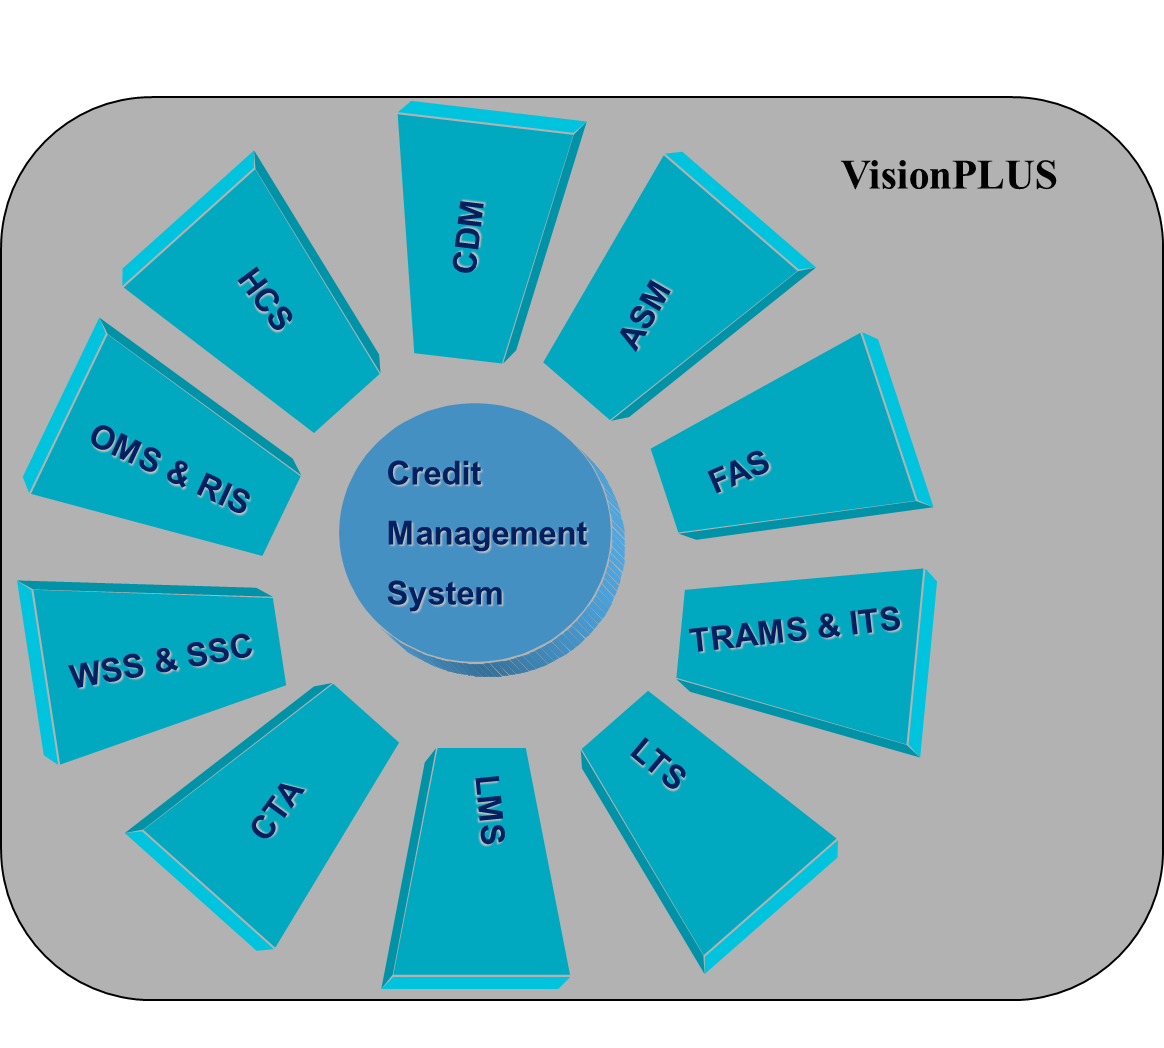 VisionPLUS
CDM
ASM
HCS
FAS
OMS & RIS
Credit
Management
System
TRAMS & ITS
WSS & SSC
LTS
CTA
LMS